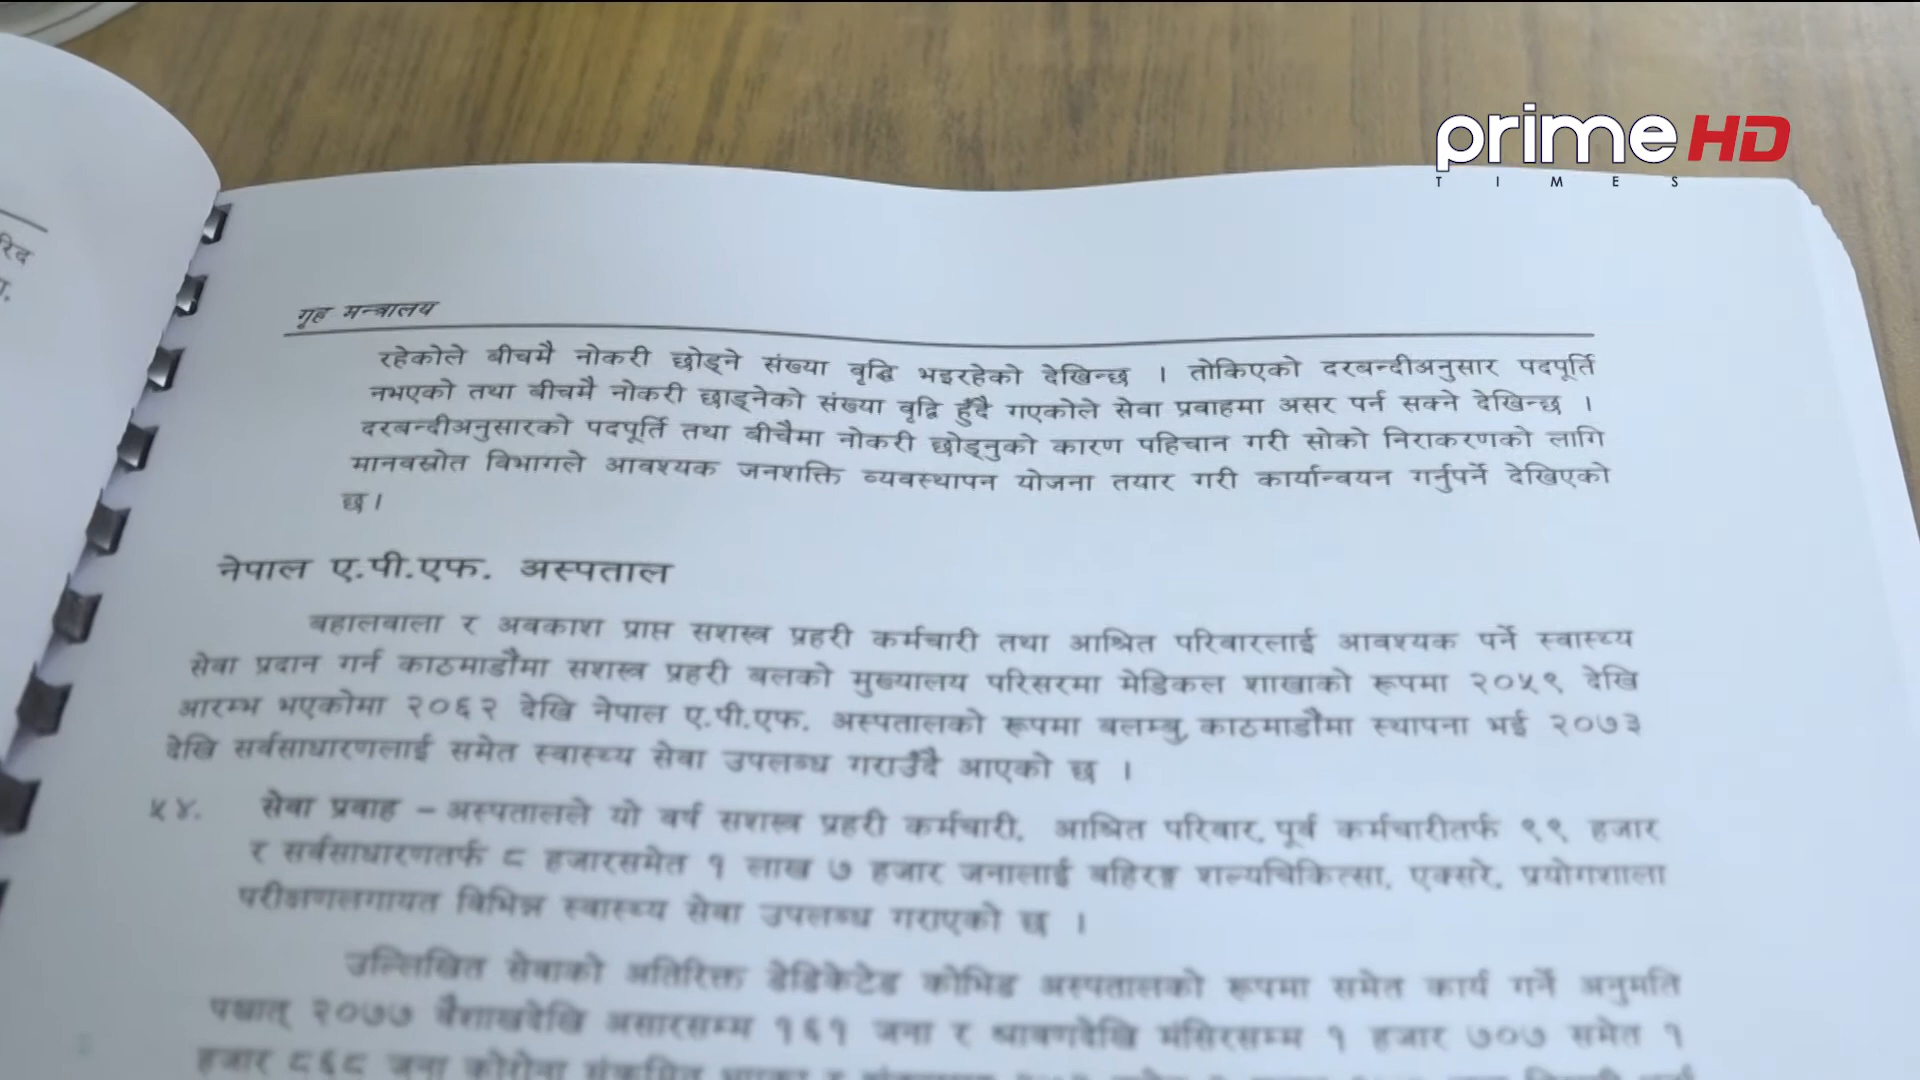 prime HD
TIMES
रिद
गृह मन्त्रालय
रहेकोले बीचमै नोकरी छोड्ने संख्या वृद्धि भइरहेको देखिन्छ । तोकिएको दरबन्दीअनुसार पदपूर्ति
नभएको तथा बीचमै नोकरी छाड्नेको संख्या वृद्वि हुँदै गएकोले सेवा प्रवाहमा असर पर्न सक्ने देखिन्छ ।
दरबन्दीअनुसारको पदपूर्ति तथा बीचैमा नोकरी छोड्नुको कारण पहिचान गरी सोको निराकरणको लागि
मानवस्रोत विभागले आवश्यक जनशक्ति व्यवस्थापन योजना तयार गरी कार्यान्वयन गर्नुपर्ने देखिएको
छ ।
नेपाल ए.पी.एफ. अस्पताल
बहालवाला र अवकाश प्राप्त सशस्त्र प्रहरी कर्मचारी तथा आश्रित परिवारलाई आवश्यक पर्ने स्वास्थ्य
सेवा प्रदान गर्न काठमाडौंमा सशस्त्र प्रहरी बलको मुख्यालय परिसरमा मेडिकल शाखाको रूपमा २०५९ देखि
आरम्भ भएकोमा २०६२ देखि नेपाल ए.पी.एफ. अस्पतालको रूपमा बलम्बु, काठमाडौंमा स्थापना भई २०७३
देखि सर्वसाधारणलाई समेत स्वास्थ्य सेवा उपलब्ध गराउँदै आएको छ ।
५४. सेवा प्रवाह – अस्पतालले यो वर्ष सशस्त्र प्रहरी कर्मचारी, आश्रित परिवार, पूर्व कर्मचारीतर्फ ९९ हजार
र सर्वसाधारणतर्फ ८ हजारसमेत १ लाख ७ हजार जनालाई बहिरङ्ग शल्यचिकित्सा, एक्सरे, प्रयोगशाला
परीक्षणलगायत विभिन्न स्वास्थ्य सेवा उपलब्ध गराएको छ ।
उल्लिखित सेवाको अतिरिक्त डेडिकेटेड कोभिड अस्पतालको रूपमा समेत कार्य गर्ने अनुमति
पश्चात् २०७७ वैशाखदेखि असारसम्म १६१ जना र श्रावणदेखि मंसिरसम्म १ हजार ७०७ समेत १
हजार ८६८ जना कोरोना